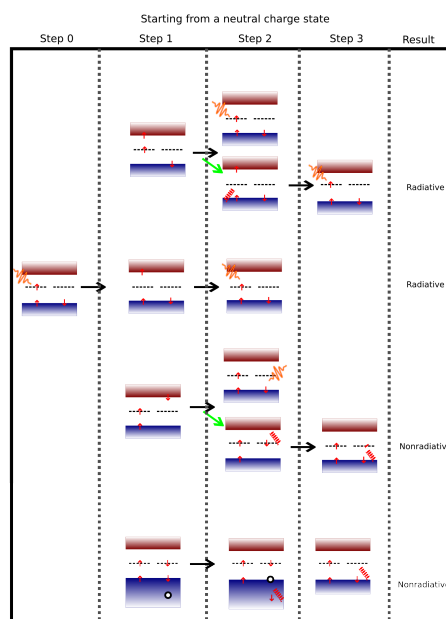 Starting from a neutral charge state
Step 0 Step 1 Step 2 Step 3 Result
Radiative
Radiative
Nonradiative
Nonradiative